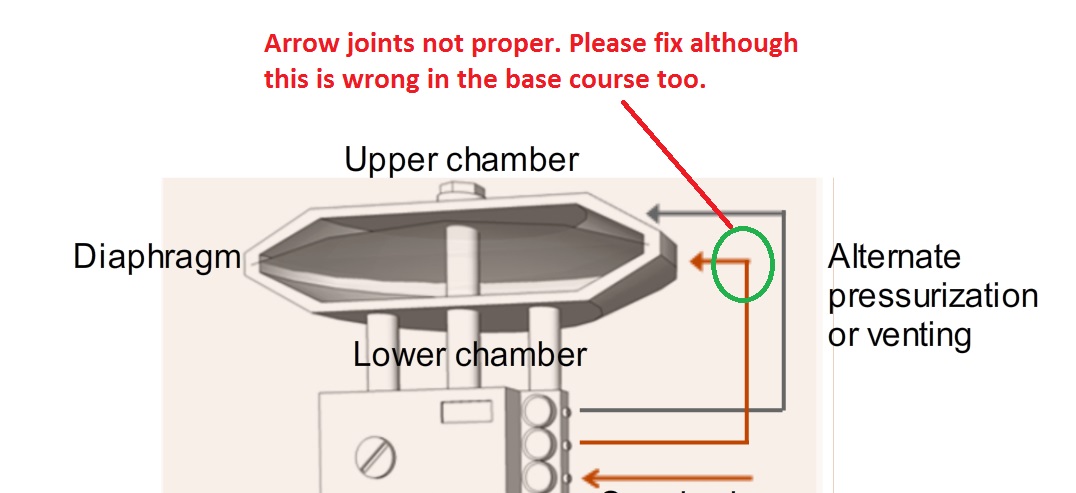 Arrow joints not proper. Please fix although
this is wrong in the base course too.
Upper chamber
Diaphragm
Alternate
pressurization
or venting
Lower chamber